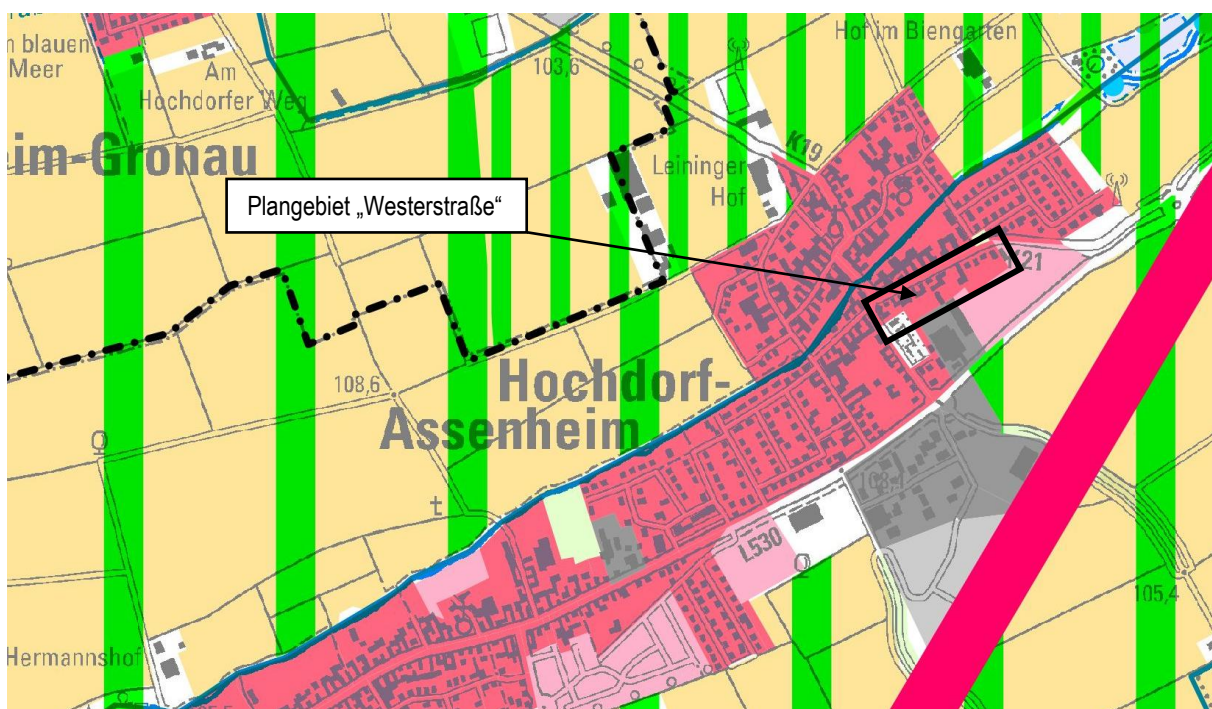 n blauen
Meer
Am
Hochdorfer Weg
im-Gronau
103,6
Hof im Biengarten
K19
Leininger
Hof
Plangebiet „Westerstraße“
K21
108,6
Hochdorf-
Assenheim
L530
105,4
Hermannshof